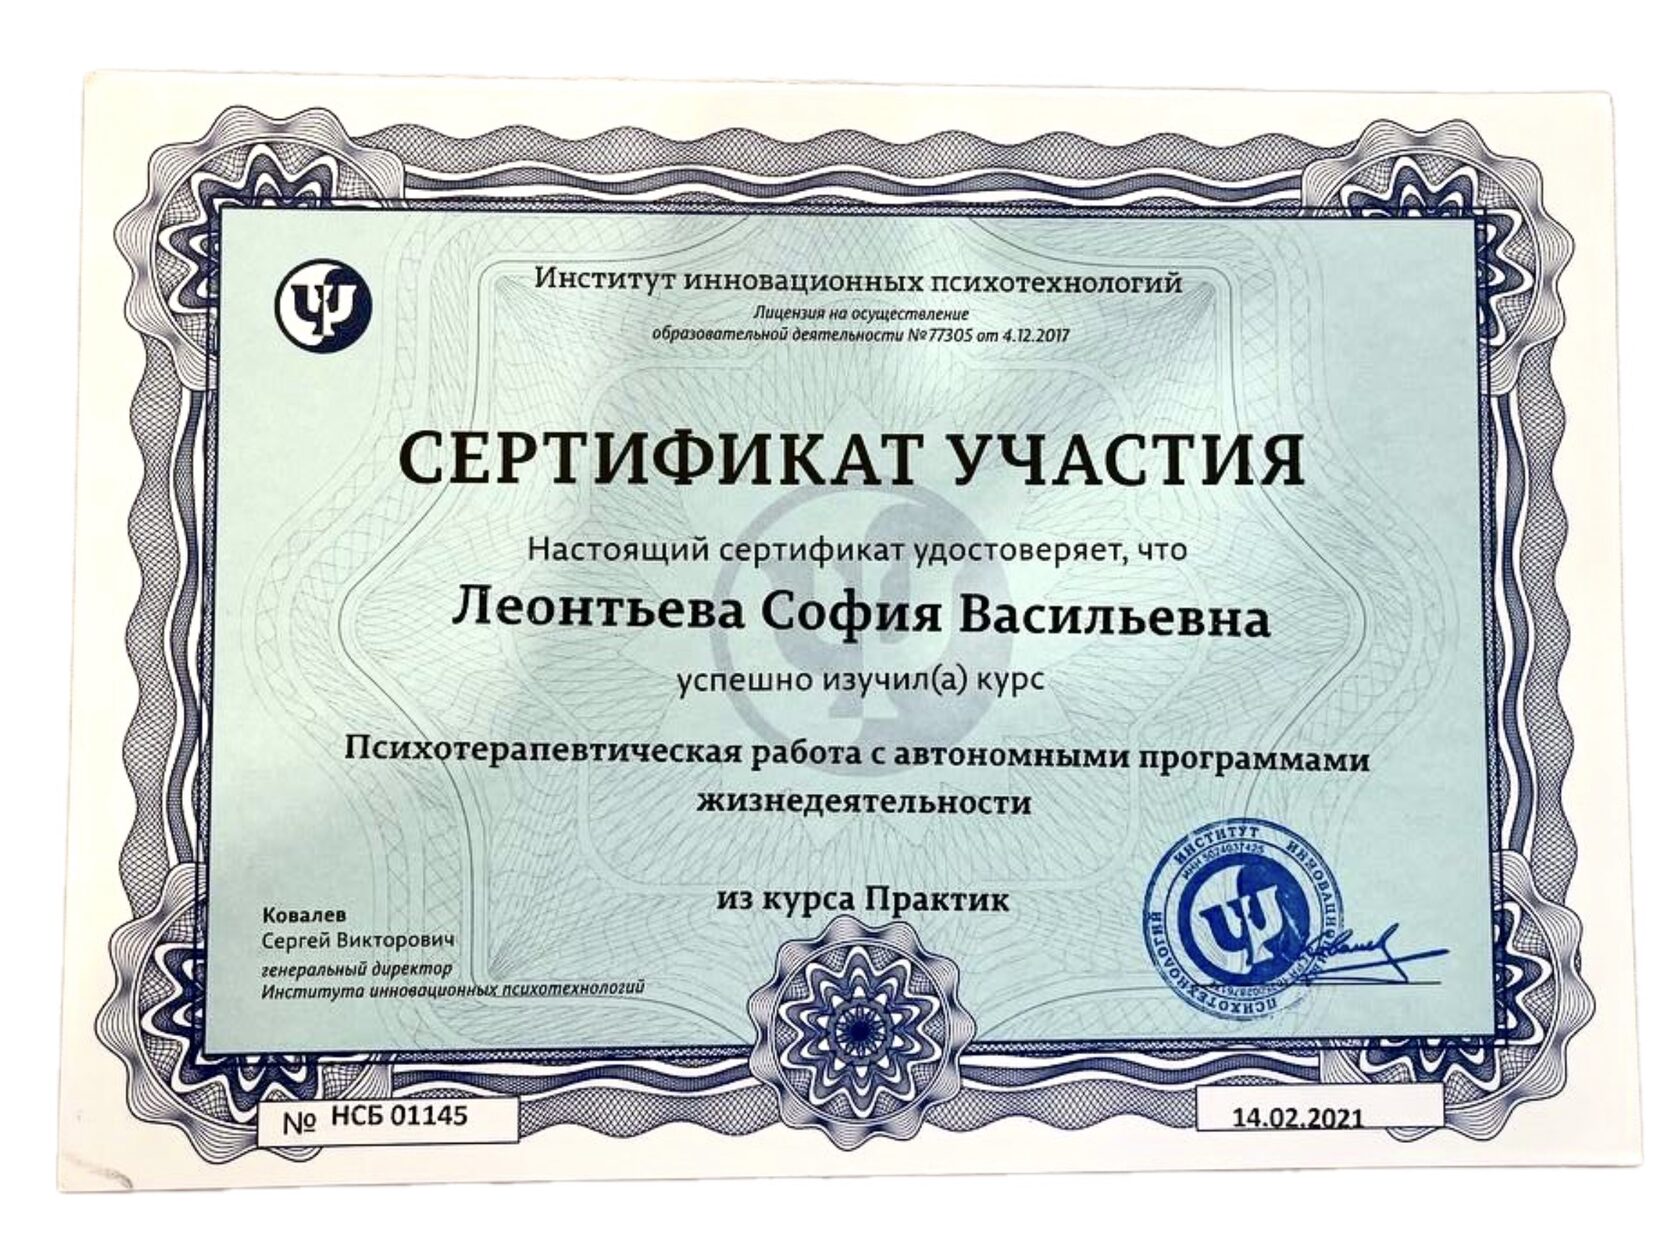 Институт инновационных психотехнологий
Лицензия на осуществление
образовательной деятельности №77305 от 4.12.2017
СЕРТИФИКАТ УЧАСТИЯ
Настоящий сертификат удостоверяет, что
Леонтьева София Васильевна
успешно изучил(а) курс
Психотерапевтическая работа с автономными программами
жизнедеятельности
из курса Практик
Ковалев
Сергей Викторович
генеральный директор
Института инновационных психотехнологий
ИНСТИТУТ ИННОВАЦИОННЫХ ПСИХОТЕХНОЛОГИЙ
№ НСБ 01145
14.02.2021